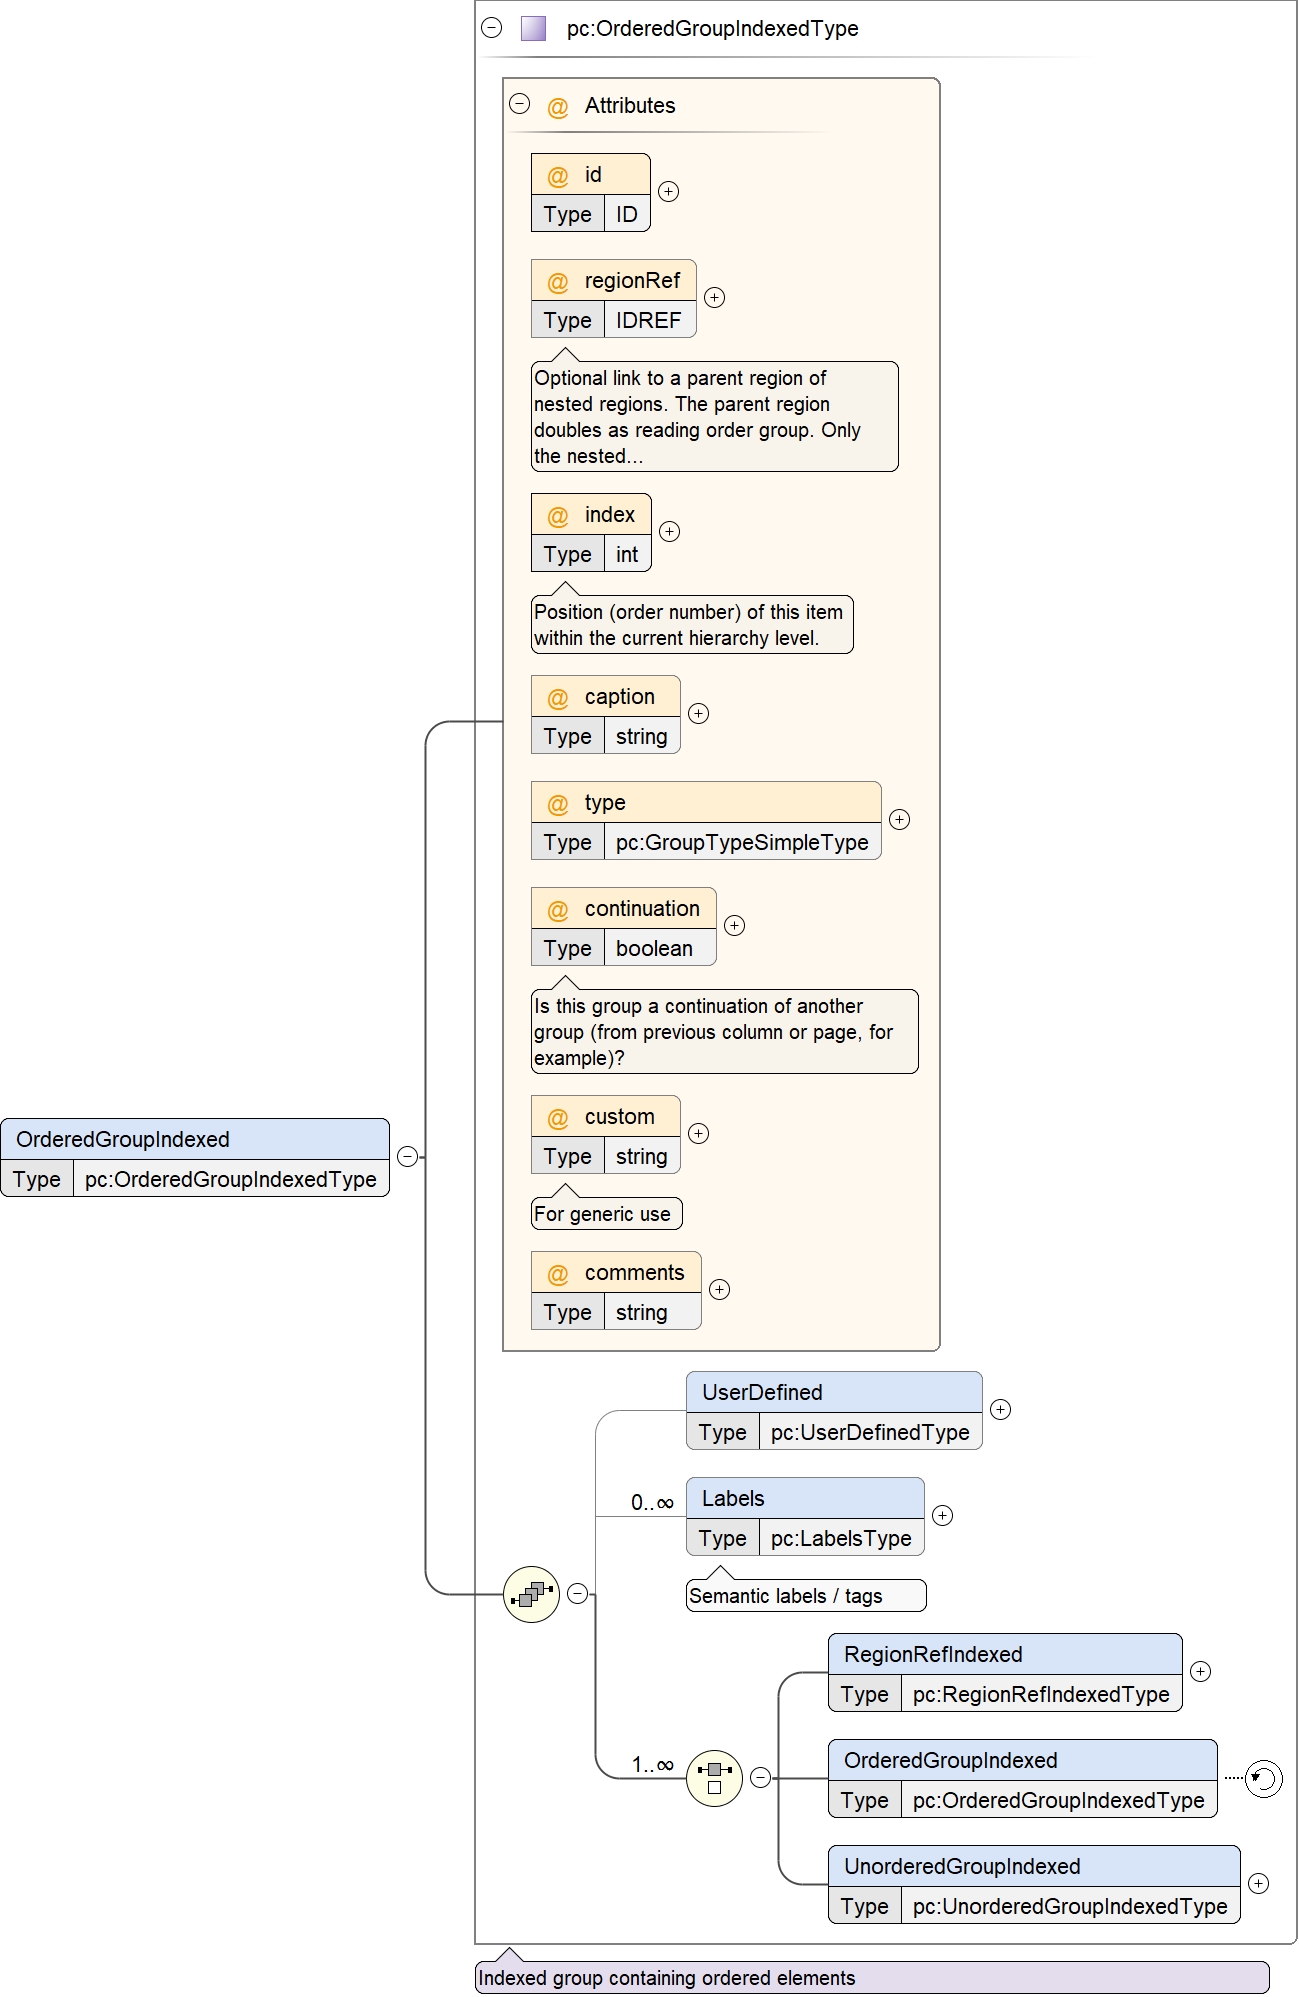 pc:OrderedGroupIndexedType
@ Attributes
@ id
Type ID
@ regionRef
Type IDREF
Optional link to a parent region of
nested regions. The parent region
doubles as reading order group. Only
the nested...
@ index
Type int
Position (order number) of this item
within the current hierarchy level.
@ caption
Type string
@ type
Type pc:GroupTypeSimpleType
@ continuation
Type boolean
Is this group a continuation of another
group (from previous column or page, for
example)?
@ custom
Type string
For generic use
@ comments
Type string
OrderedGroupIndexed
Type pc:OrderedGroupIndexedType
UserDefined
Type pc:UserDefinedType
0..∞ Labels
Type pc:LabelsType
Semantic labels / tags
RegionRefIndexed
Type pc:RegionRefIndexedType
1..∞
OrderedGroupIndexed
Type pc:OrderedGroupIndexedType
UnorderedGroupIndexed
Type pc:UnorderedGroupIndexedType
Indexed group containing ordered elements